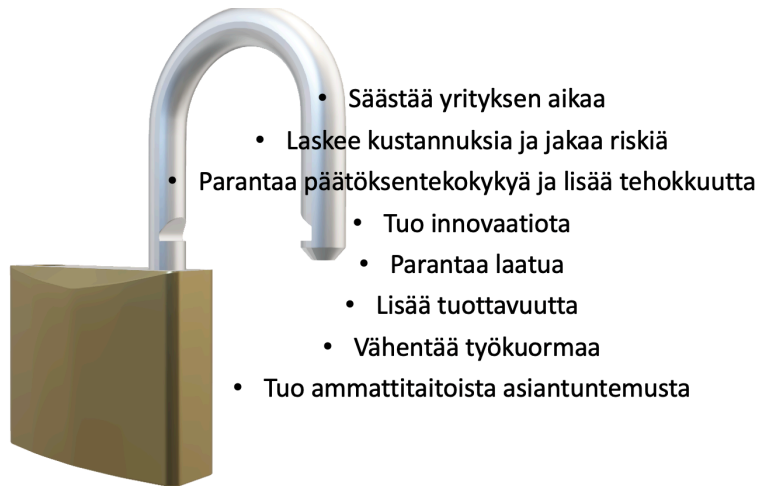 • Säästää yrityksen aikaa
• Laskee kustannuksia ja jakaa riskiä
• Parantaa päätöksentekokykyä ja lisää tehokkuutta
• Tuo innovaatiota
• Parantaa laatua
• Lisää tuottavuutta
• Vähentää työkuormaa
• Tuo ammattitaitoista asiantuntemusta